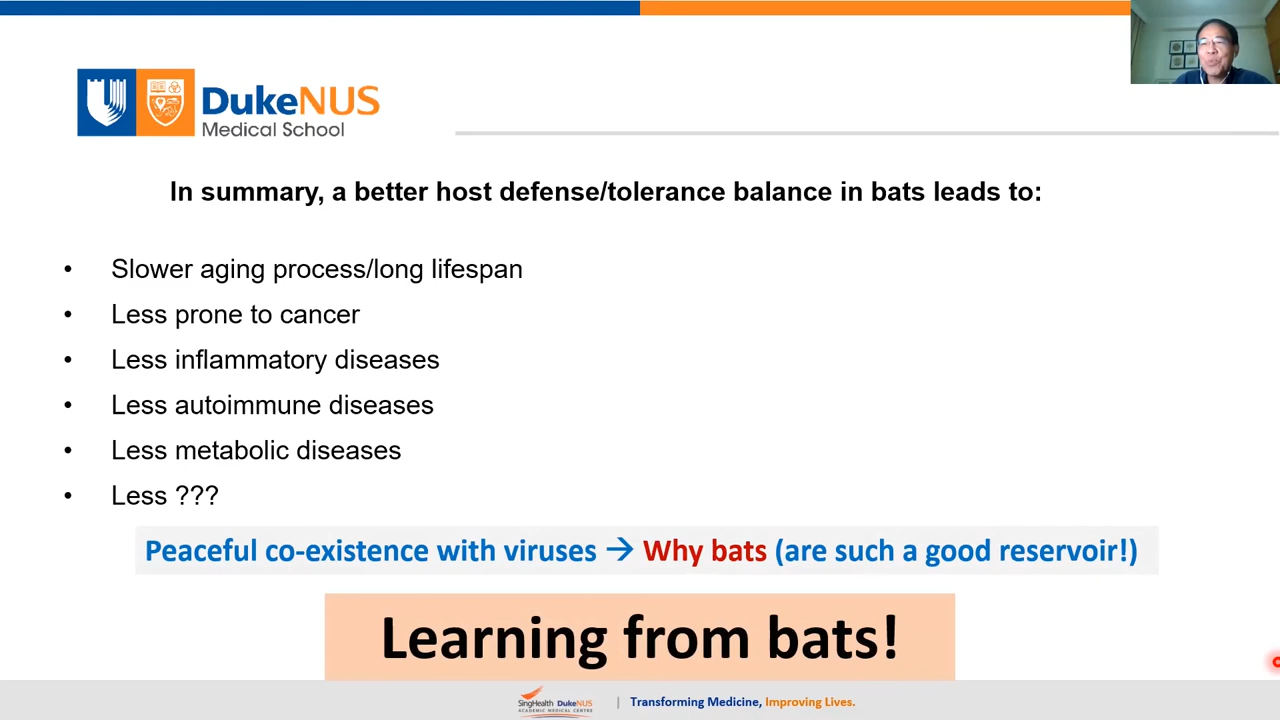 DukeNUS
Medical School
In summary, a better host defense/tolerance balance in bats leads to:
• Slower aging process/long lifespan
• Less prone to cancer
• Less inflammatory diseases
• Less autoimmune diseases
• Less metabolic diseases
• Less ???
Peaceful co-existence with viruses → Why bats (are such a good reservoir!)
Learning from bats!
SingHealth DukeNUS
ACADEMIC MEDICAL CENTRE
| Transforming Medicine, Improving Lives.